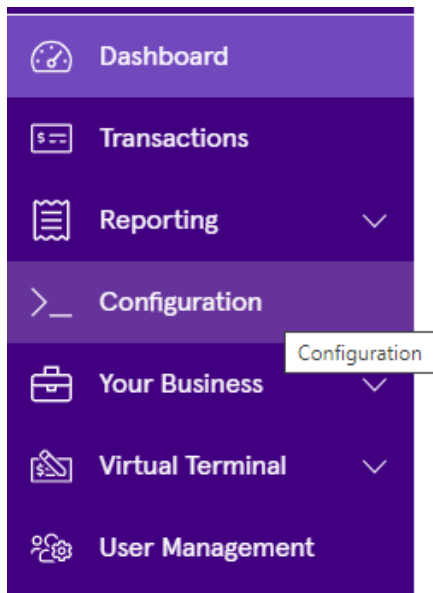 Dashboard
Transactions
Reporting
Configuration
Configuration
Your Business
Virtual Terminal
User Management